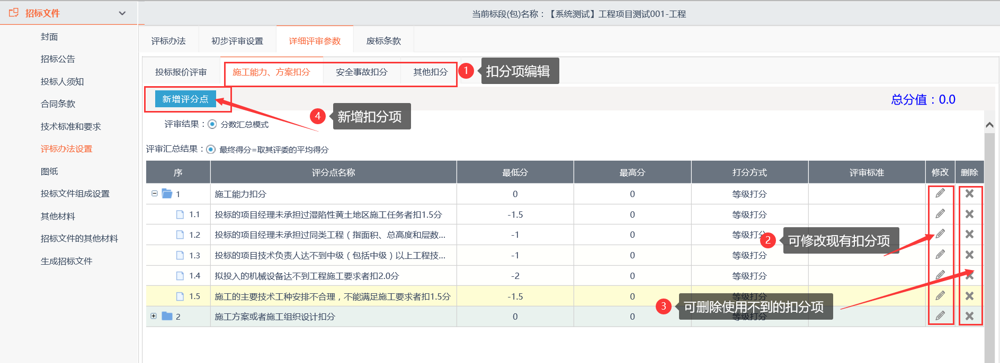 招标文件
当前标段(包)名称：【系统测试】工程项目测试001-工程
封面
招标公告
投标人须知
合同条款
技术标准和要求
评标办法设置
图纸
投标文件组成设置
其他材料
招标文件的其他材料
生成招标文件
评标办法 初步评审设置 详细评审参数 废标条款
投标报价评审 施工能力、方案扣分 安全事故扣分 其他扣分 1 扣分项编辑
新增评分点 总分值：0.0
4 新增扣分项
评审结果： 分数汇总模式
评审汇总结果： 最终得分=取其评委的平均得分
序 评分点名称 最低分 最高分 打分方式 评审标准 修改 删除
1 施工能力扣分 0 0 等级打分
1.1 投标的项目经理未承担过湿陷性黄土地区施工任务者扣1.5分 -1.5 0 等级打分
1.2 投标的项目经理未承担过同类工程（指面积、总高度和层数... -1 0 等级打分
2 可修改现有扣分项
1.3 投标的项目技术负责人达不到中级（包括中级）以上工程技... -1 0 等级打分
1.4 拟投入的机械设备达不到工程施工要求者扣2.0分 -2 0 等级打分
1.5 施工的主要技术工种安排不合理，不能满足施工要求者扣1.5分 -1.5 0 等级打分
3 可删除使用不到的扣分项
2 施工方案或者施工组织设计扣分 0 0 等级打分